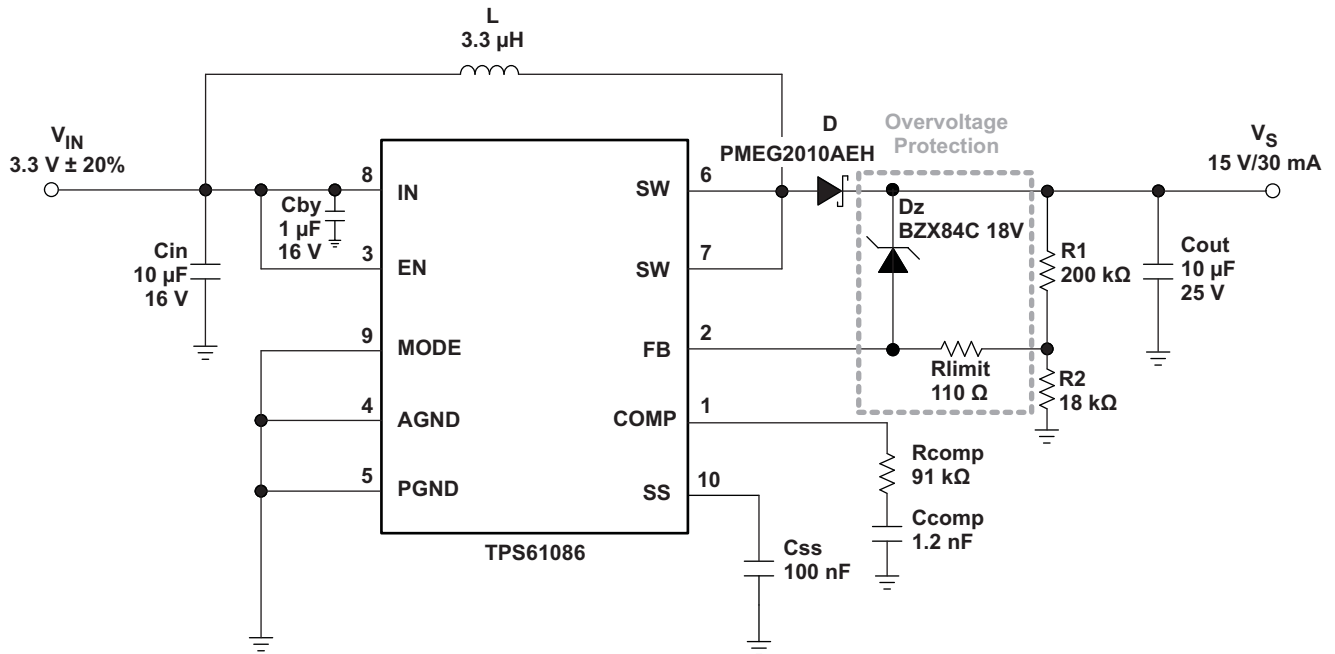 L
3.3 µH
V_IN
3.3 V ± 20%
D
PMEG2010AEH
Overvoltage
Protection
V_S
15 V/30 mA
8
IN
SW
6
Cby
1 µF
16 V
Dz
BZX84C 18V
Cin
10 µF
16 V
3
EN
SW
7
R1
200 kΩ
Cout
10 µF
25 V
9
MODE
FB
2
Rlimit
110 Ω
R2
18 kΩ
4
AGND
COMP
1
5
PGND
SS
10
Rcomp
91 kΩ
Ccomp
1.2 nF
Css
100 nF
TPS61086